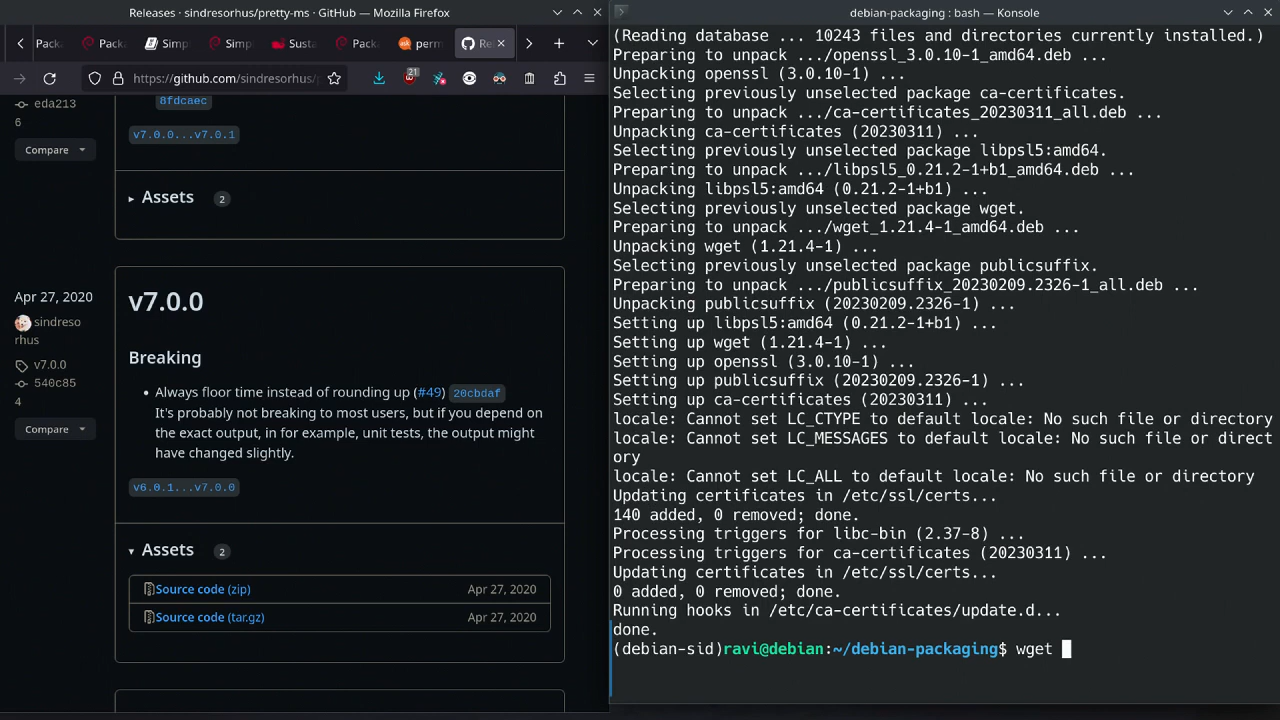 Releases · sindresorhus/pretty-ms · GitHub — Mozilla Firefox
Packa
Packa
Simp
Simp
Susta
Packa
perm
Re
https://github.com/sindresorhus/p
21
eda213
6
Compare
8fdcaec
v7.0.0...v7.0.1
Assets 2
Apr 27, 2020
sindreso
rhus
v7.0.0
540c85
4
Compare
v7.0.0
Breaking
• Always floor time instead of rounding up (#49) 20cbdaf
It's probably not breaking to most users, but if you depend on
the exact output, in for example, unit tests, the output might
have changed slightly.
v6.0.1...v7.0.0
Assets 2
Source code (zip) Apr 27, 2020
Source code (tar.gz) Apr 27, 2020
debian-packaging : bash — Konsole
(Reading database ... 10243 files and directories currently installed.)
Preparing to unpack .../openssl_3.0.10-1_amd64.deb ...
Unpacking openssl (3.0.10-1) ...
Selecting previously unselected package ca-certificates.
Preparing to unpack .../ca-certificates_20230311_all.deb ...
Unpacking ca-certificates (20230311) ...
Selecting previously unselected package libpsl5:amd64.
Preparing to unpack .../libpsl5_0.21.2-1+b1_amd64.deb ...
Unpacking libpsl5:amd64 (0.21.2-1+b1) ...
Selecting previously unselected package wget.
Preparing to unpack .../wget_1.21.4-1_amd64.deb ...
Unpacking wget (1.21.4-1) ...
Selecting previously unselected package publicsuffix.
Preparing to unpack .../publicsuffix_20230209.2326-1_all.deb ...
Unpacking publicsuffix (20230209.2326-1) ...
Setting up libpsl5:amd64 (0.21.2-1+b1) ...
Setting up wget (1.21.4-1) ...
Setting up openssl (3.0.10-1) ...
Setting up publicsuffix (20230209.2326-1) ...
Setting up ca-certificates (20230311) ...
locale: Cannot set LC_CTYPE to default locale: No such file or directory
locale: Cannot set LC_MESSAGES to default locale: No such file or direct
ory
locale: Cannot set LC_ALL to default locale: No such file or directory
Updating certificates in /etc/ssl/certs...
140 added, 0 removed; done.
Processing triggers for libc-bin (2.37-8) ...
Processing triggers for ca-certificates (20230311) ...
Updating certificates in /etc/ssl/certs...
0 added, 0 removed; done.
Running hooks in /etc/ca-certificates/update.d...
done.
(debian-sid)ravi@debian:~/debian-packaging$ wget